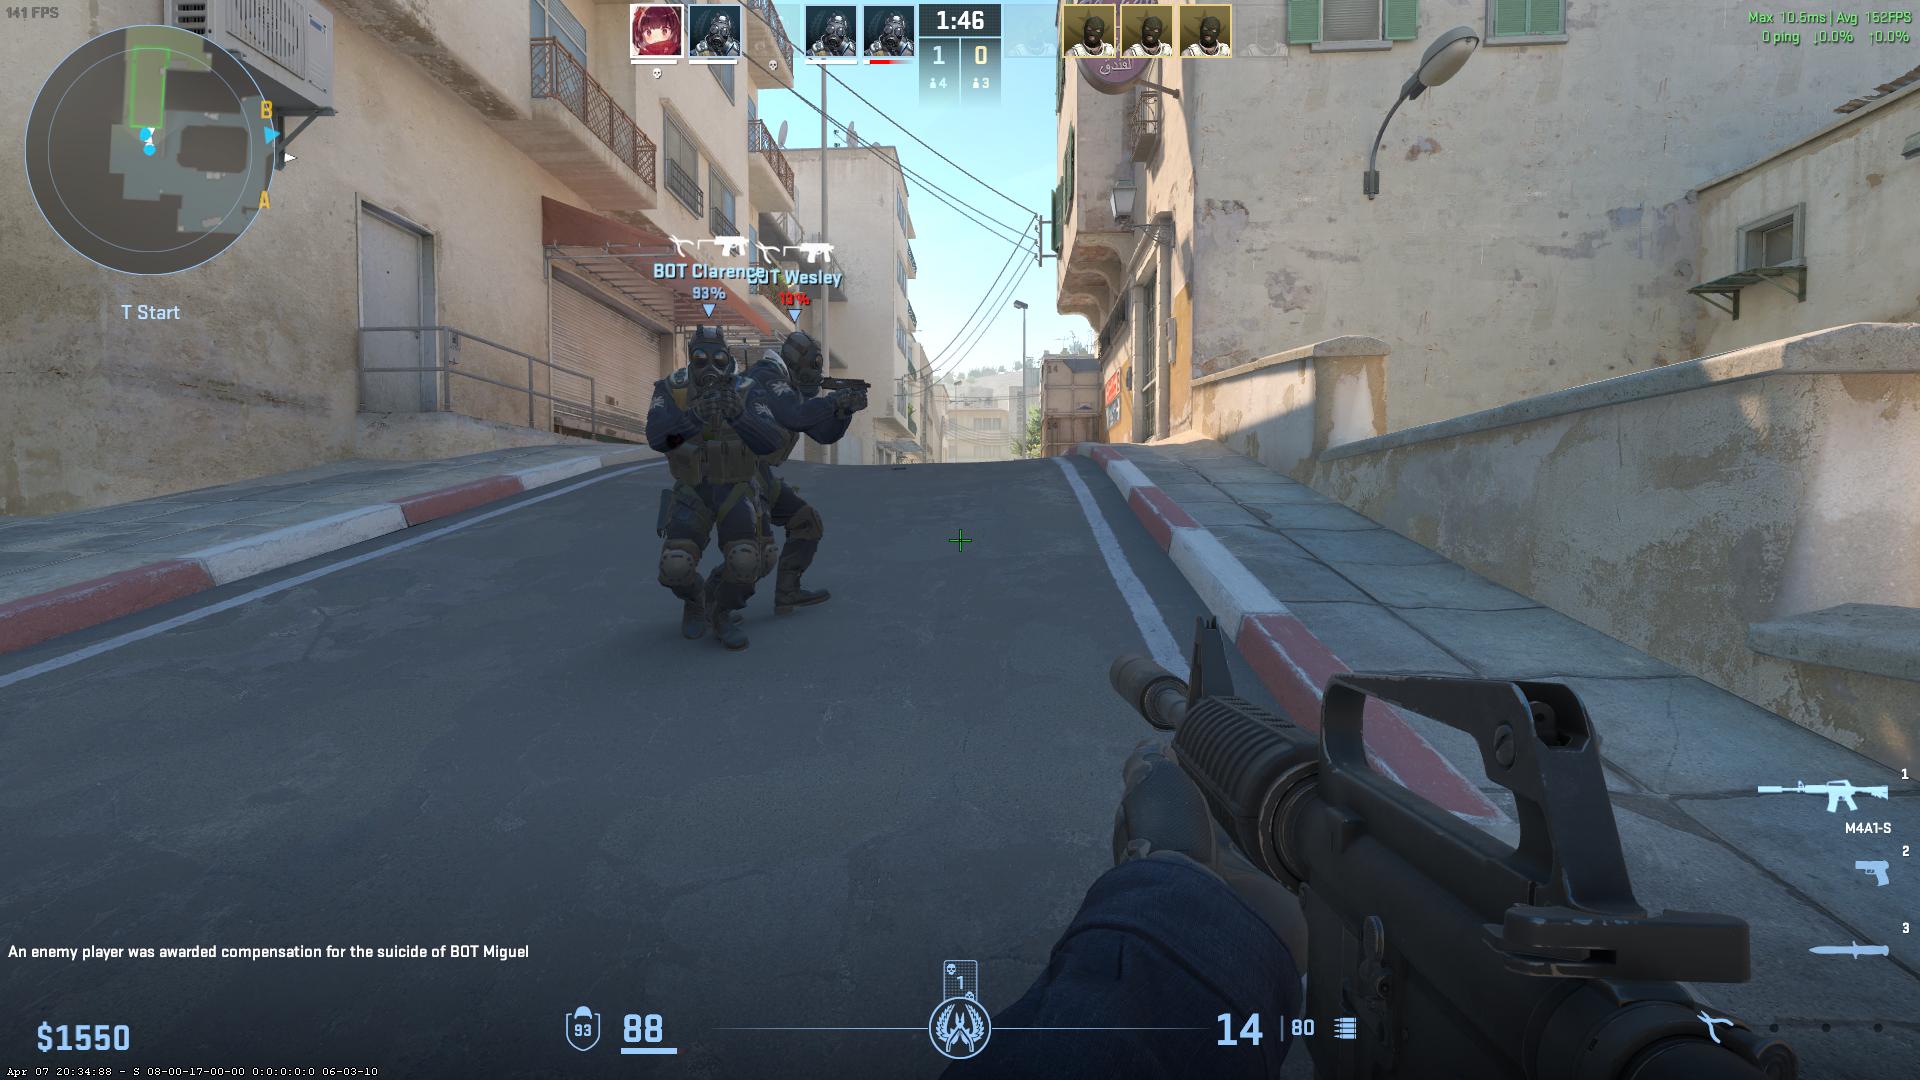 141 FPS
1:46
Max 10.5ms | Avg 152FPS
0 ping ↓0.0% ↑0.0%
1 0
4 3
الفندق
B
A
T Start
BOT Clarence
BOT Wesley
93%
13%
1
M4A1-S
2
3
An enemy player was awarded compensation for the suicide of BOT Miguel
1
$1550
93
88
14 | 80
Apr 07 20:34:88 - S 08-00-17-00-00 0:0:0:0:0 06-03-10